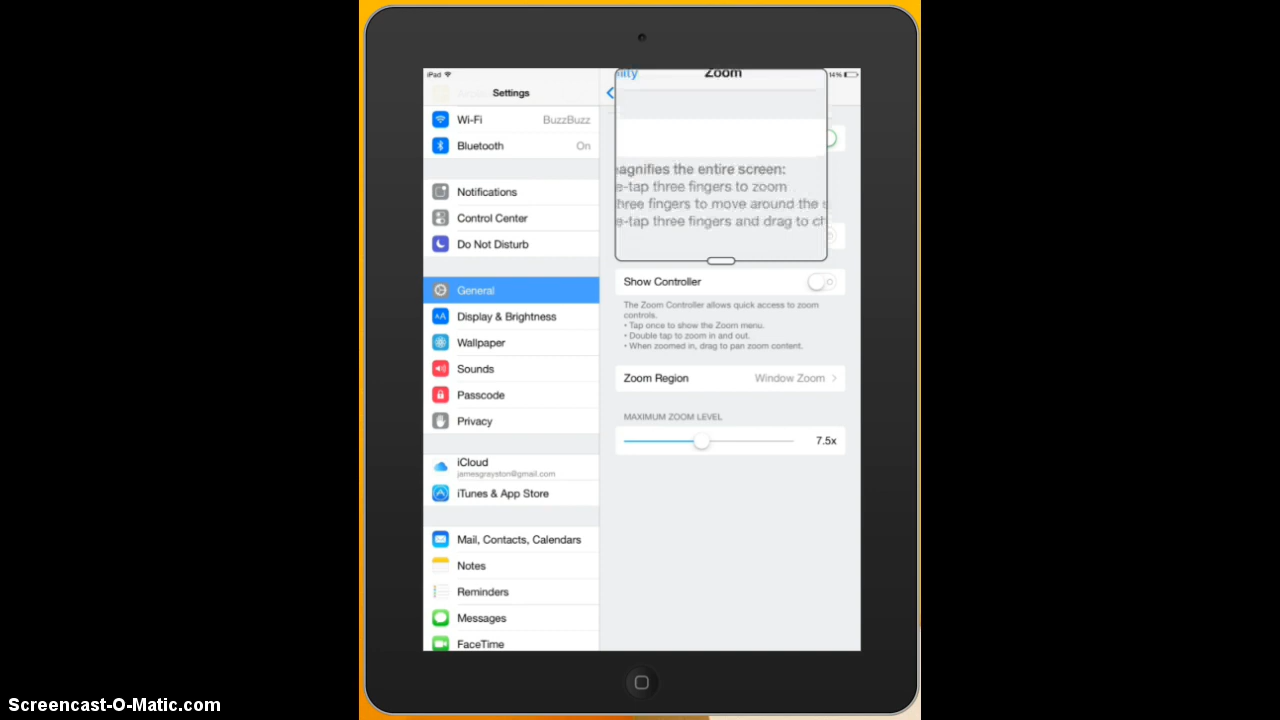 iPad
14%
Settings
Zoom
Wi-Fi BuzzBuzz
Bluetooth On
Notifications
Control Center
Do Not Disturb
General
Display & Brightness
Wallpaper
Sounds
Passcode
Privacy
iCloud
jamesgrayston@gmail.com
iTunes & App Store
Mail, Contacts, Calendars
Notes
Reminders
Messages
FaceTime
agnifies the entire screen:
e-tap three fingers to zoom
three fingers to move around the s
e-tap three fingers and drag to ch
Show Controller
The Zoom Controller allows quick access to zoom
controls.
• Tap once to show the Zoom menu.
• Double tap to zoom in and out.
• When zoomed in, drag to pan zoom content.
Zoom Region Window Zoom
MAXIMUM ZOOM LEVEL
7.5x
Screencast-O-Matic.com